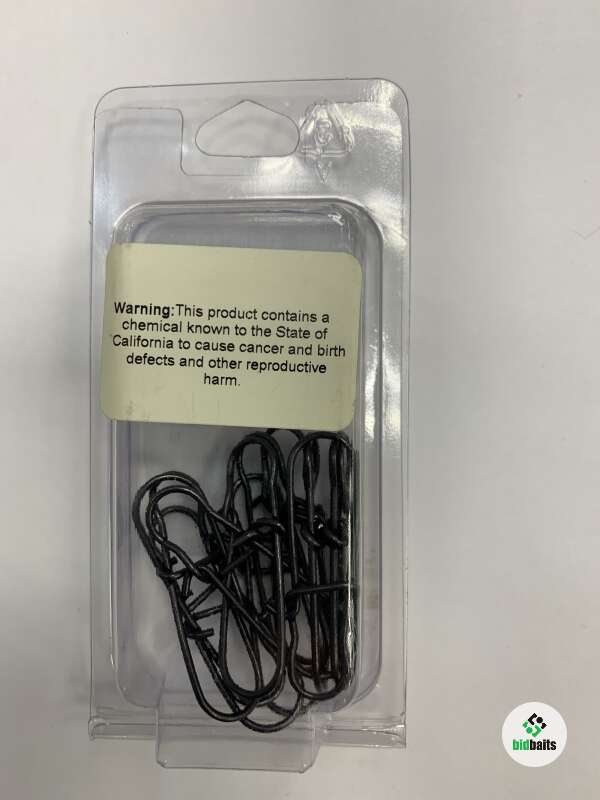 Warning:This product contains a
chemical known to the State of
California to cause cancer and birth
defects and other reproductive
harm.
bidbaits